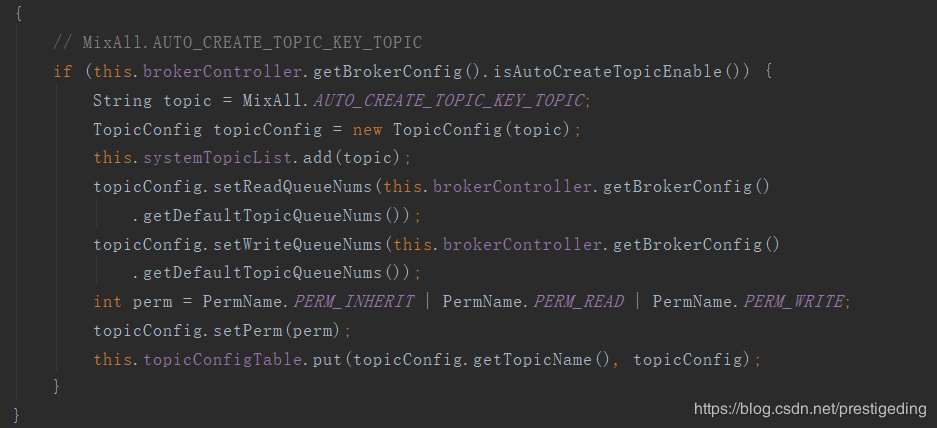 {
// MixAll.AUTO_CREATE_TOPIC_KEY_TOPIC
if (this.brokerController.getBrokerConfig().isAutoCreateTopicEnable()) {
String topic = MixAll.AUTO_CREATE_TOPIC_KEY_TOPIC;
TopicConfig topicConfig = new TopicConfig(topic);
this.systemTopicList.add(topic);
topicConfig.setReadQueueNums(this.brokerController.getBrokerConfig()
.getDefaultTopicQueueNums());
topicConfig.setWriteQueueNums(this.brokerController.getBrokerConfig()
.getDefaultTopicQueueNums());
int perm = PermName.PERM_INHERIT | PermName.PERM_READ | PermName.PERM_WRITE;
topicConfig.setPerm(perm);
this.topicConfigTable.put(topicConfig.getTopicName(), topicConfig);
}
}
https://blog.csdn.net/prestigeding